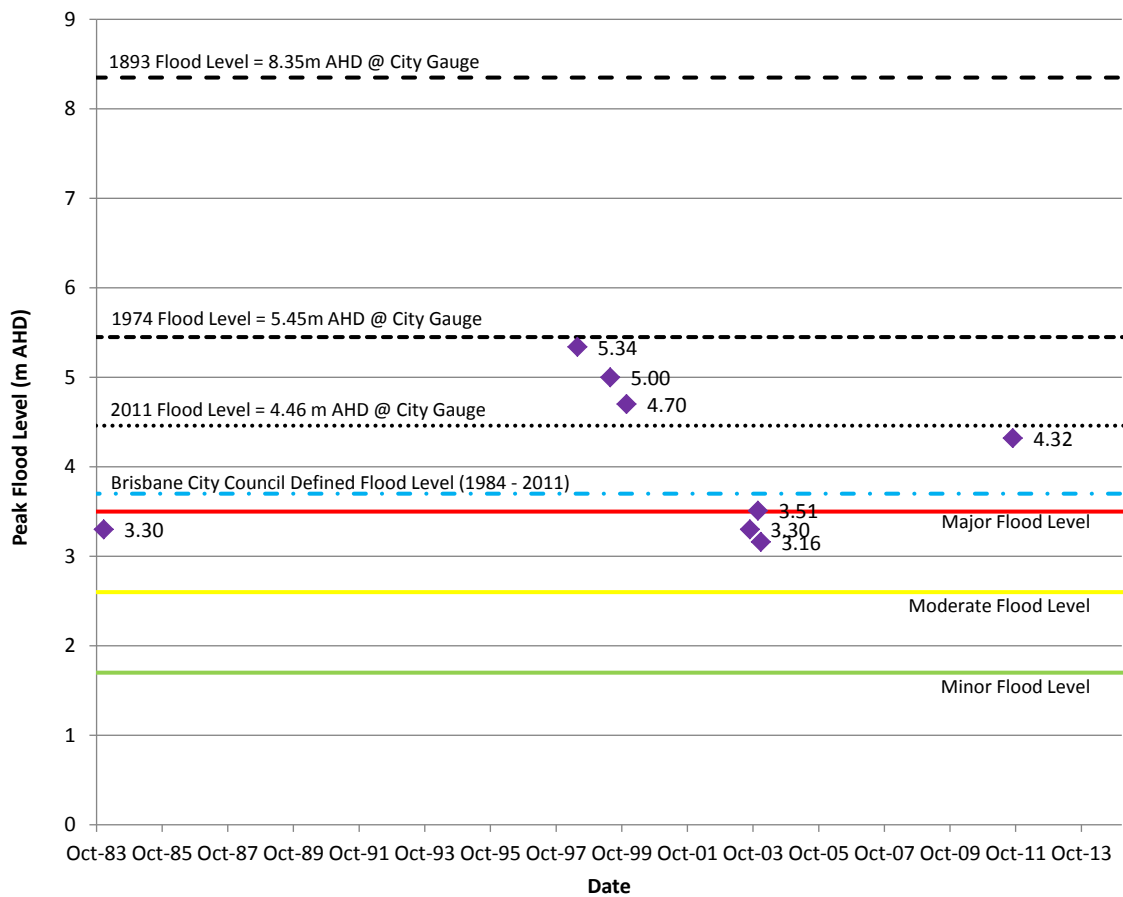 9
1893 Flood Level = 8.35m AHD @ City Gauge
8
7
6
1974 Flood Level = 5.45m AHD @ City Gauge
5.34
5
5.00
4.70
2011 Flood Level = 4.46 m AHD @ City Gauge
4.32
4
Brisbane City Council Defined Flood Level (1984 - 2011)
3.51
Major Flood Level
3.30
3.30
3.16
3
Moderate Flood Level
2
Minor Flood Level
1
0
Peak Flood Level (m AHD)
Oct-83 Oct-85 Oct-87 Oct-89 Oct-91 Oct-93 Oct-95 Oct-97 Oct-99 Oct-01 Oct-03 Oct-05 Oct-07 Oct-09 Oct-11 Oct-13
Date